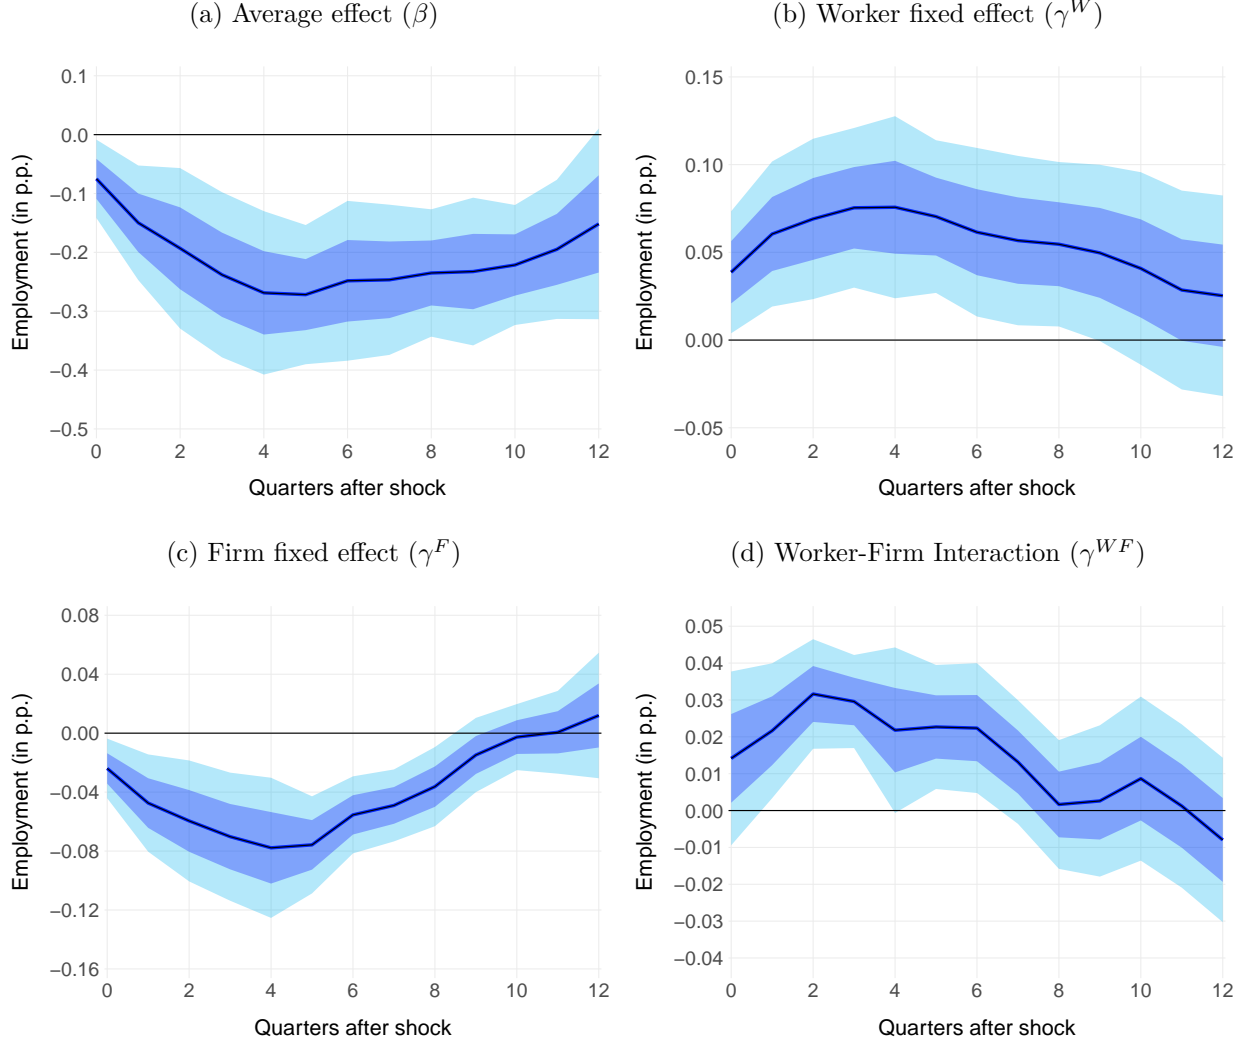 (a) Average effect (β)
Employment (in p.p.)
0.1
0.0
−0.1
−0.2
−0.3
−0.4
−0.5
0 2 4 6 8 10 12
Quarters after shock
(b) Worker fixed effect (γ^W)
Employment (in p.p.)
0.15
0.10
0.05
0.00
−0.05
0 2 4 6 8 10 12
Quarters after shock
(c) Firm fixed effect (γ^F)
Employment (in p.p.)
0.08
0.04
0.00
−0.04
−0.08
−0.12
−0.16
0 2 4 6 8 10 12
Quarters after shock
(d) Worker-Firm Interaction (γ^{WF})
Employment (in p.p.)
0.05
0.04
0.03
0.02
0.01
0.00
−0.01
−0.02
−0.03
−0.04
0 2 4 6 8 10 12
Quarters after shock